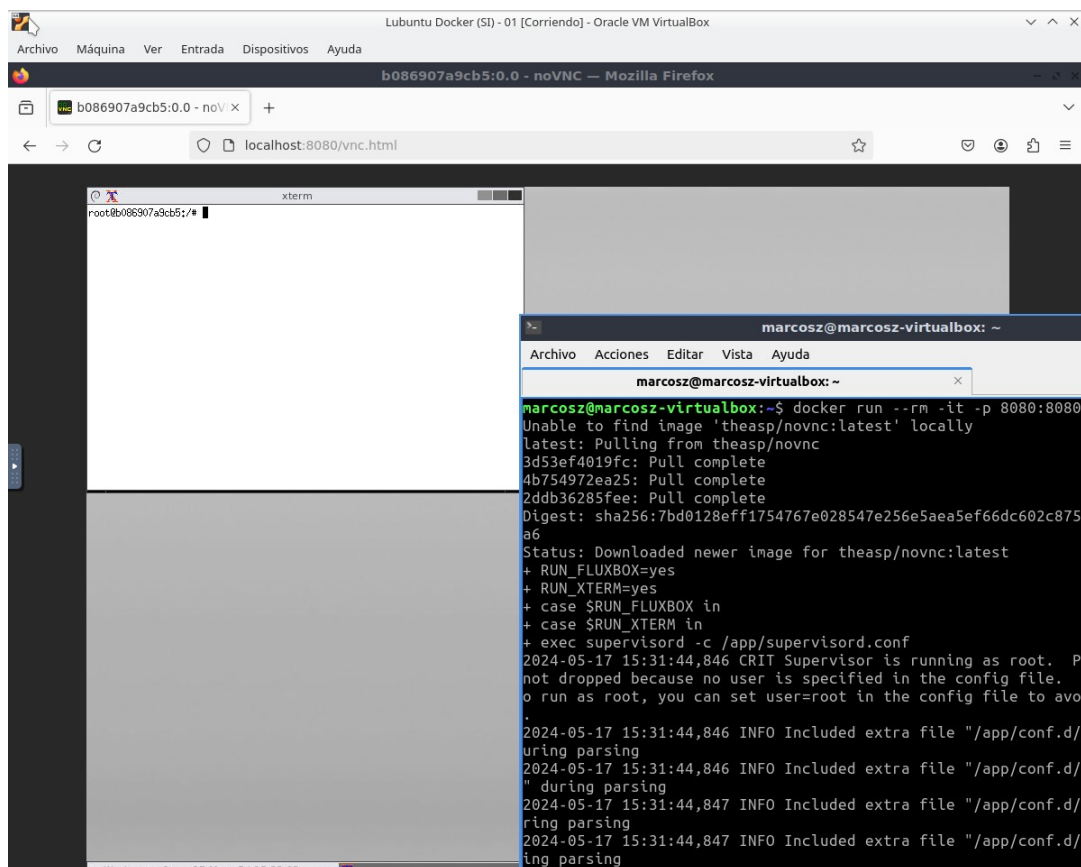 Lubuntu Docker (SI) - 01 [Corriendo] - Oracle VM VirtualBox
Archivo Máquina Ver Entrada Dispositivos Ayuda
b086907a9cb5:0.0 - noVNC — Mozilla Firefox
b086907a9cb5:0.0 - noV
localhost:8080/vnc.html
xterm
root@b086907a9cb5:/#
marcosz@marcosz-virtualbox: ~
Archivo Acciones Editar Vista Ayuda
marcosz@marcosz-virtualbox: ~
marcosz@marcosz-virtualbox:~$ docker run --rm -it -p 8080:8080
Unable to find image 'theasp/novnc:latest' locally
latest: Pulling from theasp/novnc
3d53ef4019fc: Pull complete
4b754972ea25: Pull complete
2ddb36285fee: Pull complete
Digest: sha256:7bd0128eff1754767e028547e256e5aea5ef66dc602c875
a6
Status: Downloaded newer image for theasp/novnc:latest
+ RUN_FLUXBOX=yes
+ RUN_XTERM=yes
+ case $RUN_FLUXBOX in
+ case $RUN_XTERM in
+ exec supervisord -c /app/supervisord.conf
2024-05-17 15:31:44,846 CRIT Supervisor is running as root. P
not dropped because no user is specified in the config file.
o run as root, you can set user=root in the config file to avo
.
2024-05-17 15:31:44,846 INFO Included extra file "/app/conf.d/
uring parsing
2024-05-17 15:31:44,846 INFO Included extra file "/app/conf.d/
" during parsing
2024-05-17 15:31:44,847 INFO Included extra file "/app/conf.d/
ring parsing
2024-05-17 15:31:44,847 INFO Included extra file "/app/conf.d/
ing parsing